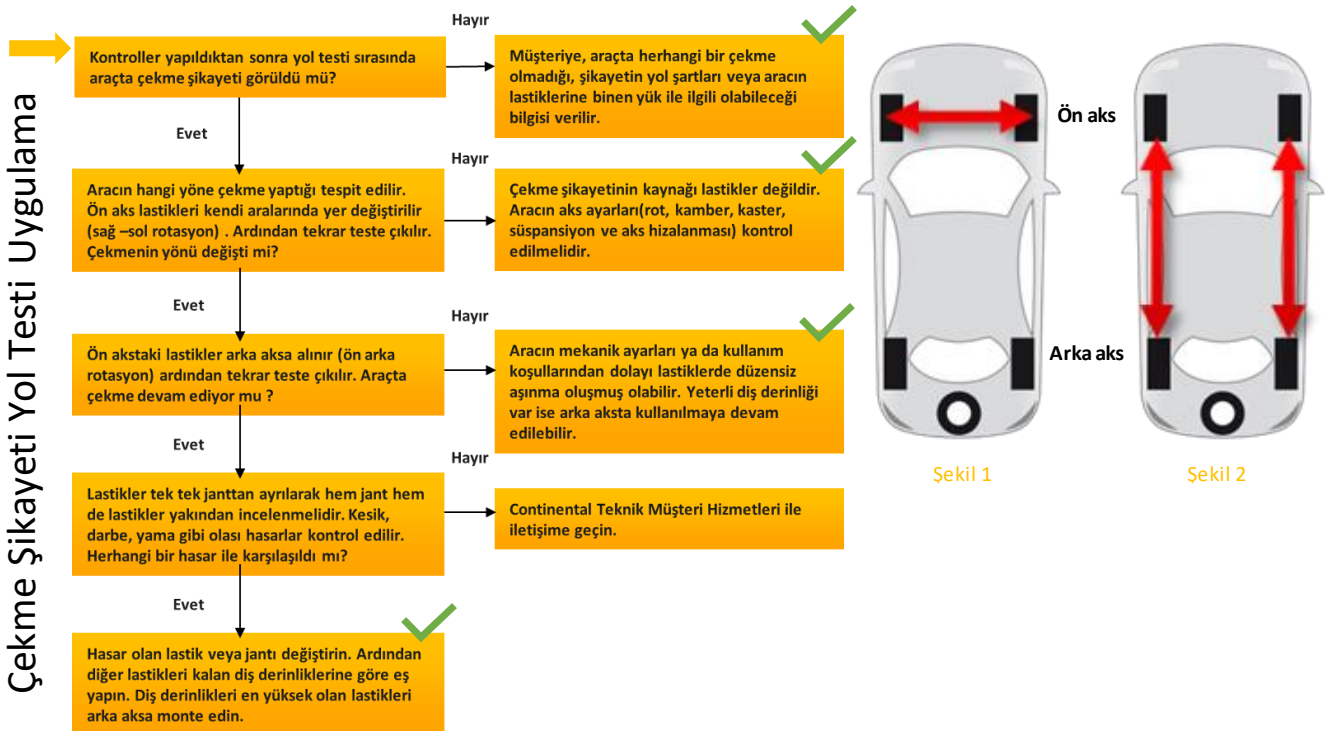 Çekme Şikayeti Yol Testi Uygulama
Kontroller yapıldıktan sonra yol testi sırasında
araçta çekme şikayeti görüldü mü?
Hayır
Müşteriye, araçta herhangi bir çekme
olmadığı, şikayetin yol şartları veya aracın
lastiklerine binen yük ile ilgili olabileceği
bilgisi verilir.
Evet
Aracın hangi yöne çekme yaptığı tespit edilir.
Ön aks lastikleri kendi aralarında yer değiştirilir
(sağ –sol rotasyon) . Ardından tekrar teste çıkılır.
Çekmenin yönü değişti mi?
Hayır
Çekme şikayetinin kaynağı lastikler değildir.
Aracın aks ayarları(rot, kamber, kaster,
süspansiyon ve aks hizalanması) kontrol
edilmelidir.
Evet
Ön akstaki lastikler arka aksa alınır (ön arka
rotasyon) ardından tekrar teste çıkılır. Araçta
çekme devam ediyor mu ?
Hayır
Aracın mekanik ayarları ya da kullanım
koşullarından dolayı lastiklerde düzensiz
aşınma oluşmuş olabilir. Yeterli diş derinliği
var ise arka aksta kullanılmaya devam
edilebilir.
Evet
Lastikler tek tek janttan ayrılarak hem jant hem
de lastikler yakından incelenmelidir. Kesik,
darbe, yama gibi olası hasarlar kontrol edilir.
Herhangi bir hasar ile karşılaşıldı mı?
Hayır
Continental Teknik Müşteri Hizmetleri ile
iletişime geçin.
Evet
Hasar olan lastik veya jantı değiştirin. Ardından
diğer lastikleri kalan diş derinliklerine göre eş
yapın. Diş derinlikleri en yüksek olan lastikleri
arka aksa monte edin.
Ön aks
Arka aks
Şekil 1
Şekil 2